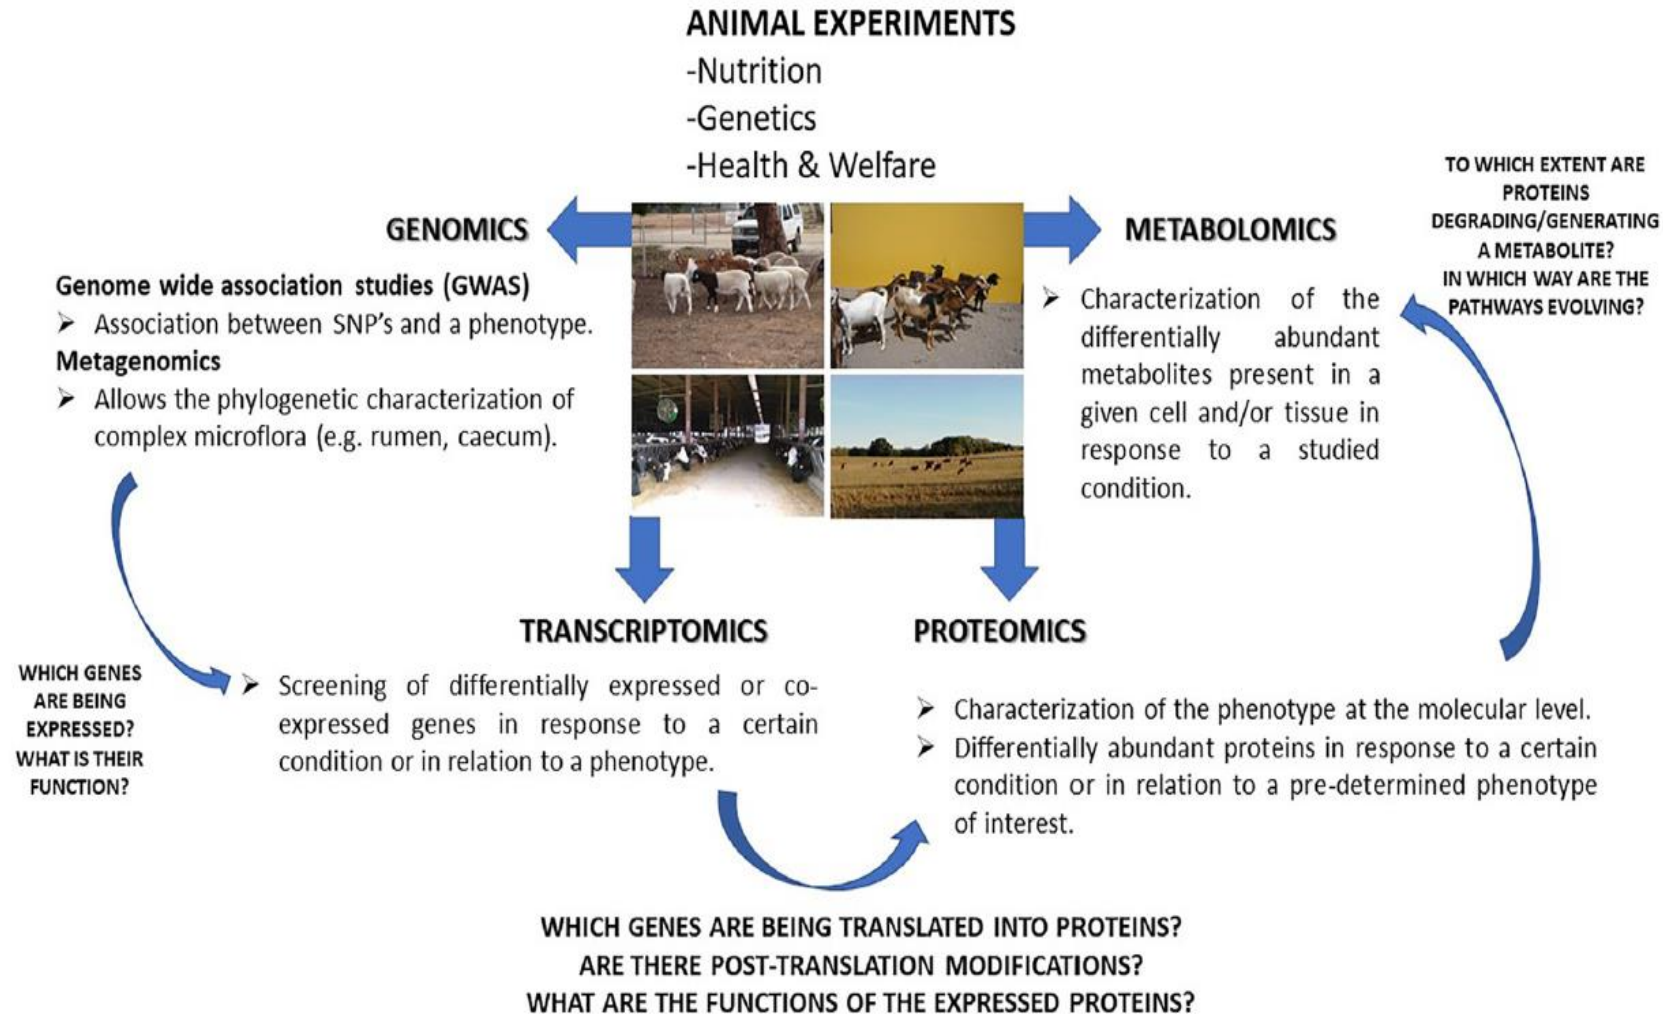 ANIMAL EXPERIMENTS
-Nutrition
-Genetics
-Health & Welfare
GENOMICS
Genome wide association studies (GWAS)
➢ Association between SNP's and a phenotype.
Metagenomics
➢ Allows the phylogenetic characterization of
complex microflora (e.g. rumen, caecum).
METABOLOMICS
➢ Characterization of the
differentially abundant
metabolites present in a
given cell and/or tissue in
response to a studied
condition.
TO WHICH EXTENT ARE
PROTEINS
DEGRADING/GENERATING
A METABOLITE?
IN WHICH WAY ARE THE
PATHWAYS EVOLVING?
WHICH GENES
ARE BEING
EXPRESSED?
WHAT IS THEIR
FUNCTION?
TRANSCRIPTOMICS
➢ Screening of differentially expressed or co-
expressed genes in response to a certain
condition or in relation to a phenotype.
PROTEOMICS
➢ Characterization of the phenotype at the molecular level.
➢ Differentially abundant proteins in response to a certain
condition or in relation to a pre-determined phenotype
of interest.
WHICH GENES ARE BEING TRANSLATED INTO PROTEINS?
ARE THERE POST-TRANSLATION MODIFICATIONS?
WHAT ARE THE FUNCTIONS OF THE EXPRESSED PROTEINS?